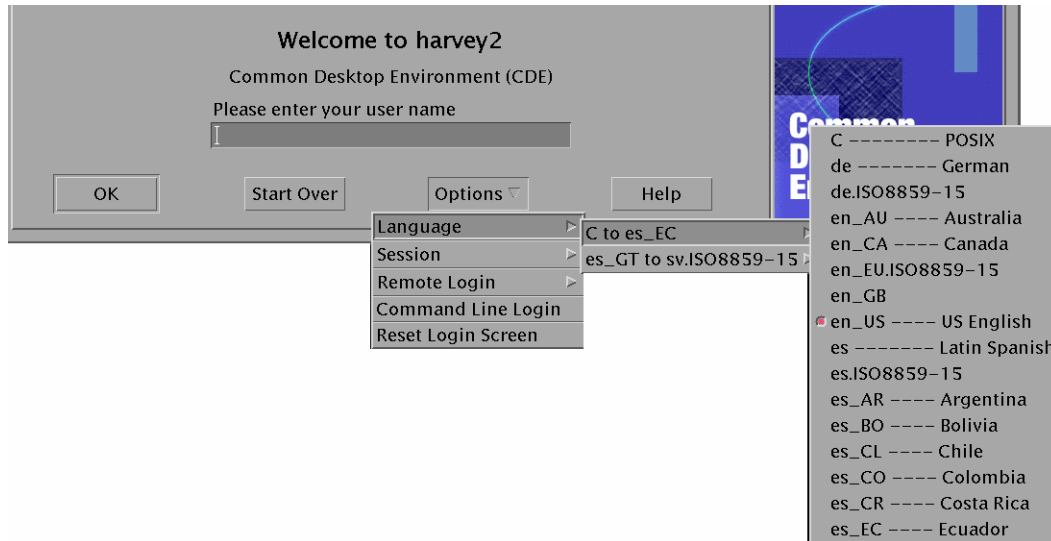 Welcome to harvey2
Common Desktop Environment (CDE)
Please enter your user name
OK
Start Over
Options
Help
Language
Session
Remote Login
Command Line Login
Reset Login Screen
C to es_EC
es_GT to sv.ISO8859-15
Common
D
E
C -------- POSIX
de ------- German
de.ISO8859-15
en_AU ---- Australia
en_CA ---- Canada
en_EU.ISO8859-15
en_GB
en_US ---- US English
es ------- Latin Spanish
es.ISO8859-15
es_AR ---- Argentina
es_BO ---- Bolivia
es_CL ---- Chile
es_CO ---- Colombia
es_CR ---- Costa Rica
es_EC ---- Ecuador